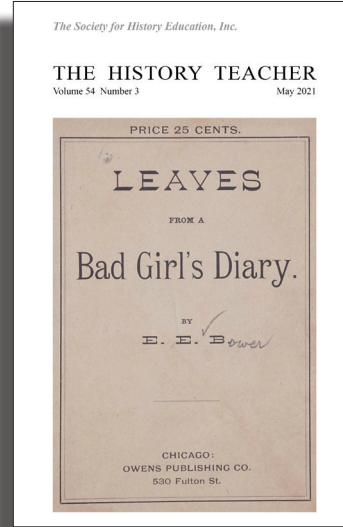 The Society for History Education, Inc.
THE HISTORY TEACHER
Volume 54 Number 3 May 2021
PRICE 25 CENTS.
LEAVES
FROM A
Bad Girl's Diary.
BY
E. E. Bower
CHICAGO:
OWENS PUBLISHING CO.
530 Fulton St.